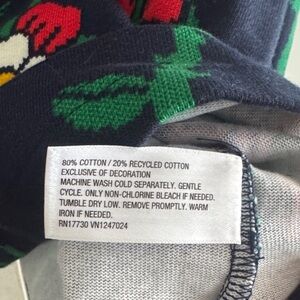 80% COTTON / 20% RECYCLED COTTON
EXCLUSIVE OF DECORATION
MACHINE WASH COLD SEPARATELY. GENTLE
CYCLE. ONLY NON-CHLORINE BLEACH IF NEEDED.
TUMBLE DRY LOW. REMOVE PROMPTLY. WARM
IRON IF NEEDED.
RN17730 VN1247024